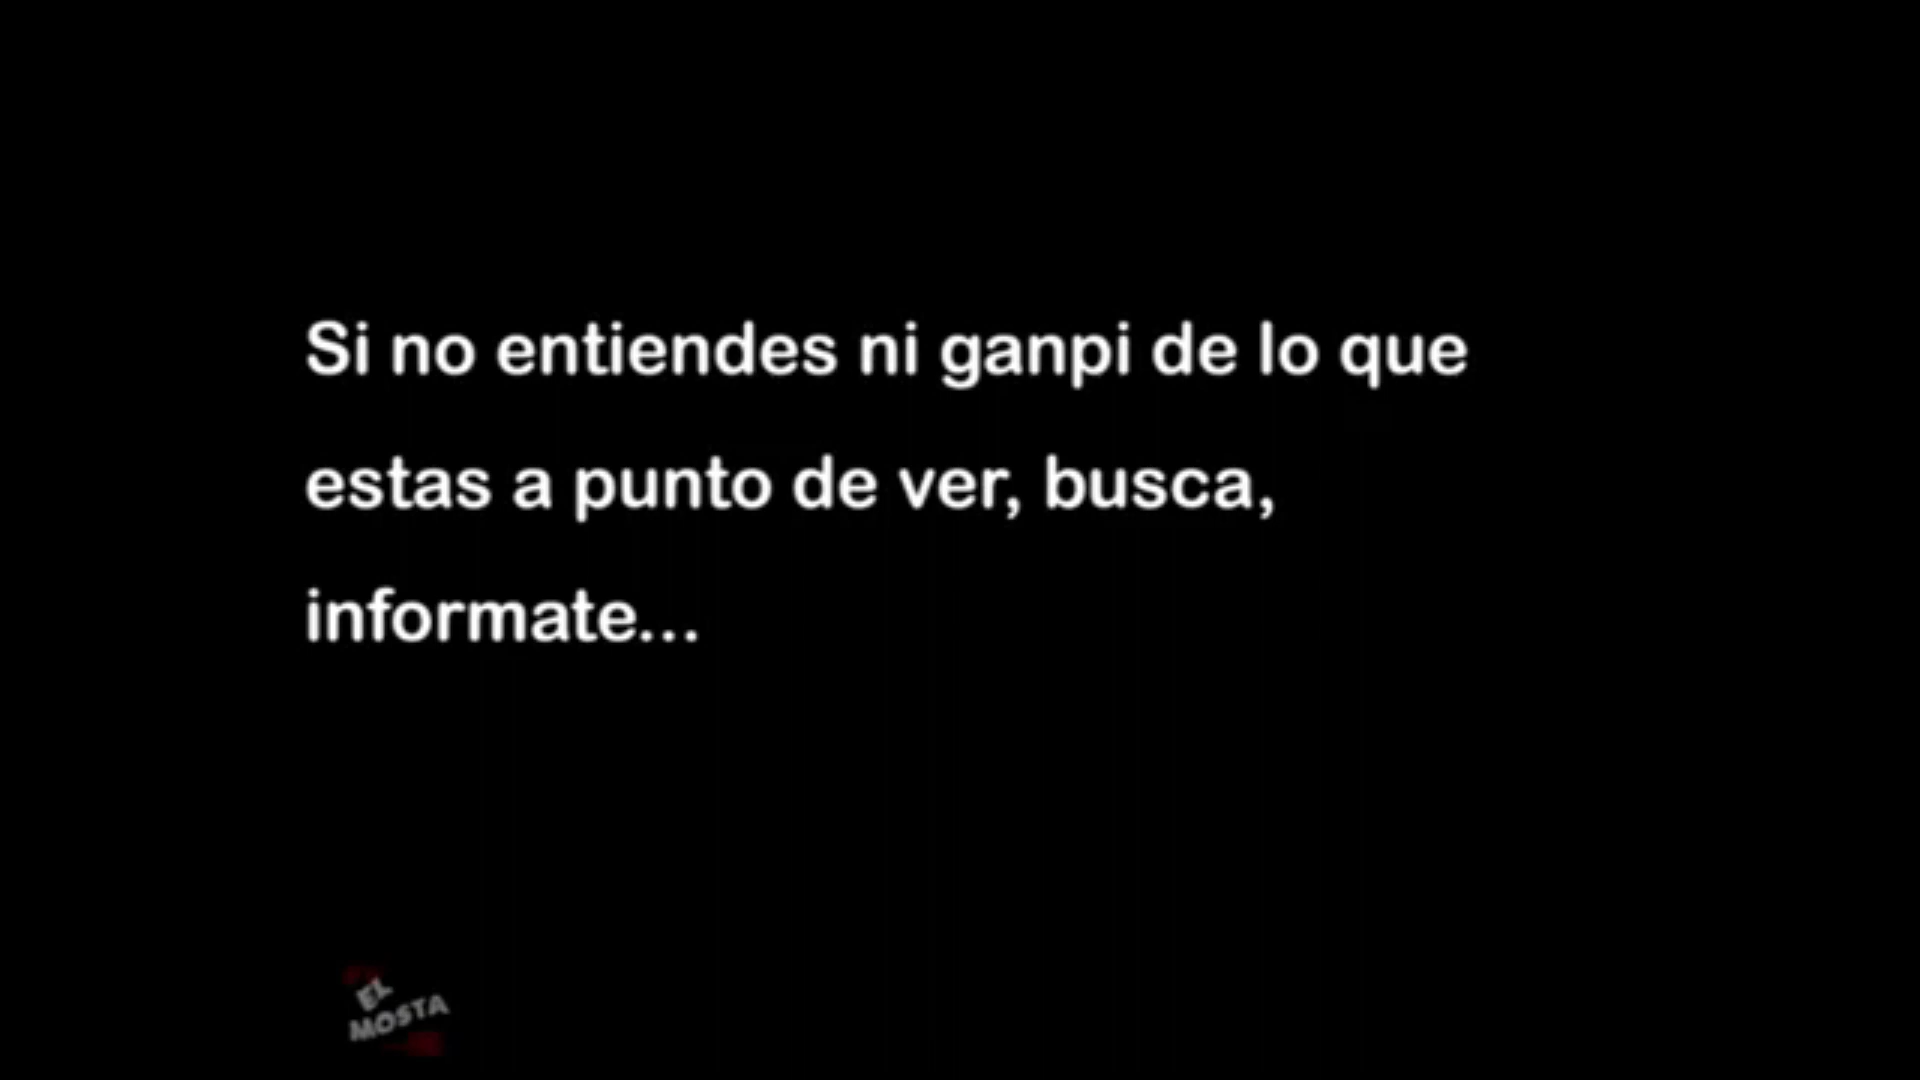 Si no entiendes ni ganpi de lo que
estas a punto de ver, busca,
informate...
EL
MOSTA